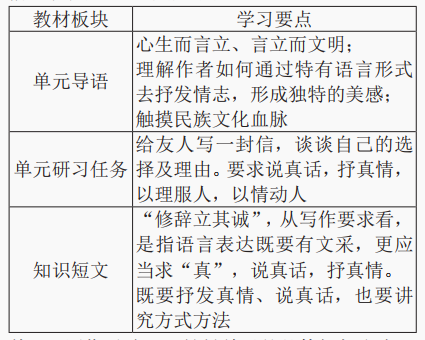 教材板块 学习要点
单元导语
心生而言立、言立而文明；
理解作者如何通过特有语言形式
去抒发情志，形成独特的美感；
触摸民族文化血脉
单元研习任务
给友人写一封信，谈谈自己的选
择及理由。要求说真话，抒真情，
以理服人，以情动人
知识短文
“修辞立其诚”，从写作要求看，
是指语言表达既要有文采，更应
当求“真”，说真话，抒真情。
既要抒发真情、说真话，也要讲
究方式方法